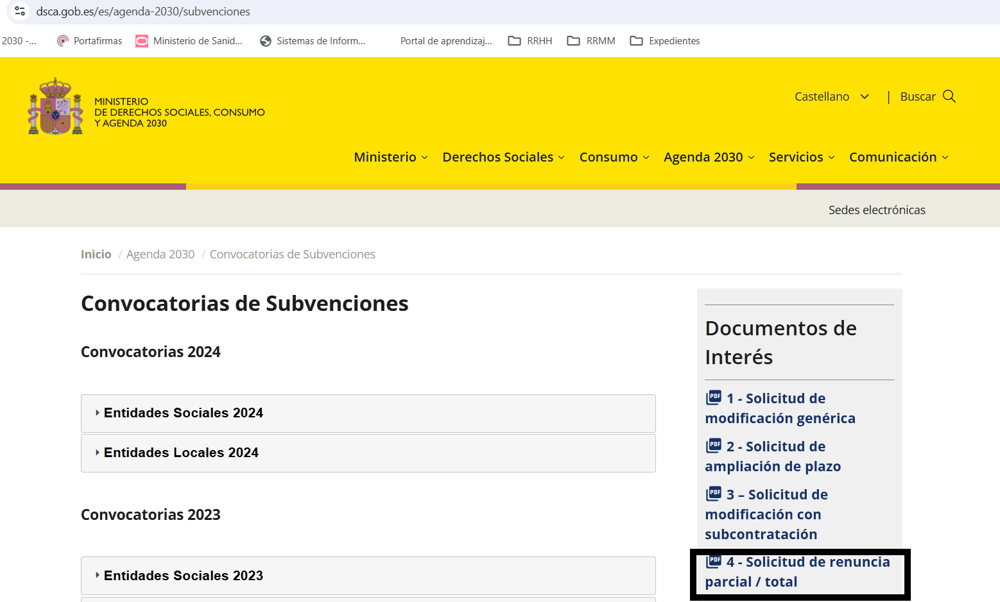 dsca.gob.es/es/agenda-2030/subvenciones
2030 -... Portafirmas Ministerio de Sanid... Sistemas de Inform... Portal de aprendizaj... RRHH RRMM Expedientes
MINISTERIO
DE DERECHOS SOCIALES, CONSUMO
Y AGENDA 2030
Castellano | Buscar
Ministerio Derechos Sociales Consumo Agenda 2030 Servicios Comunicación
Sedes electrónicas
Inicio / Agenda 2030 / Convocatorias de Subvenciones
Convocatorias de Subvenciones
Convocatorias 2024
Entidades Sociales 2024
Entidades Locales 2024
Convocatorias 2023
Entidades Sociales 2023
Documentos de
Interés
PDF 1 - Solicitud de
modificación genérica
PDF 2 - Solicitud de
ampliación de plazo
PDF 3 – Solicitud de
modificación con
subcontratación
PDF 4 - Solicitud de renuncia
parcial / total